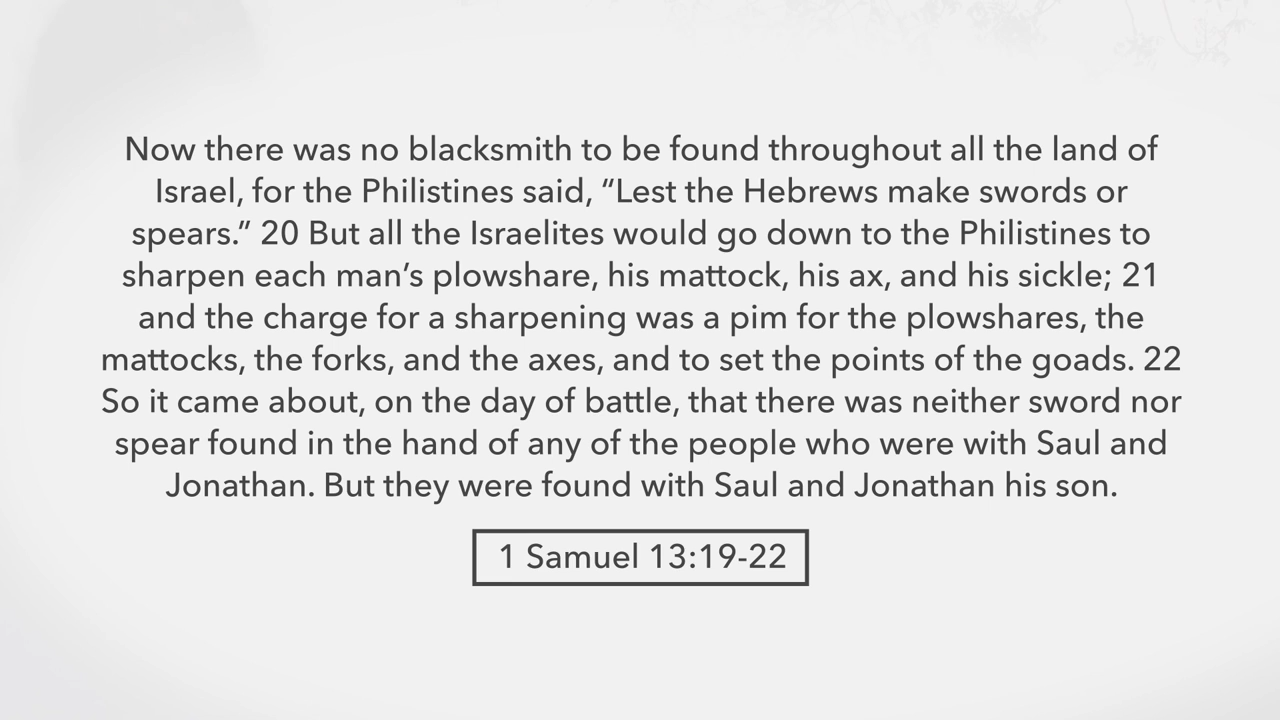 Now there was no blacksmith to be found throughout all the land of
Israel, for the Philistines said, “Lest the Hebrews make swords or
spears.” 20 But all the Israelites would go down to the Philistines to
sharpen each man’s plowshare, his mattock, his ax, and his sickle; 21
and the charge for a sharpening was a pim for the plowshares, the
mattocks, the forks, and the axes, and to set the points of the goads. 22
So it came about, on the day of battle, that there was neither sword nor
spear found in the hand of any of the people who were with Saul and
Jonathan. But they were found with Saul and Jonathan his son.
1 Samuel 13:19-22